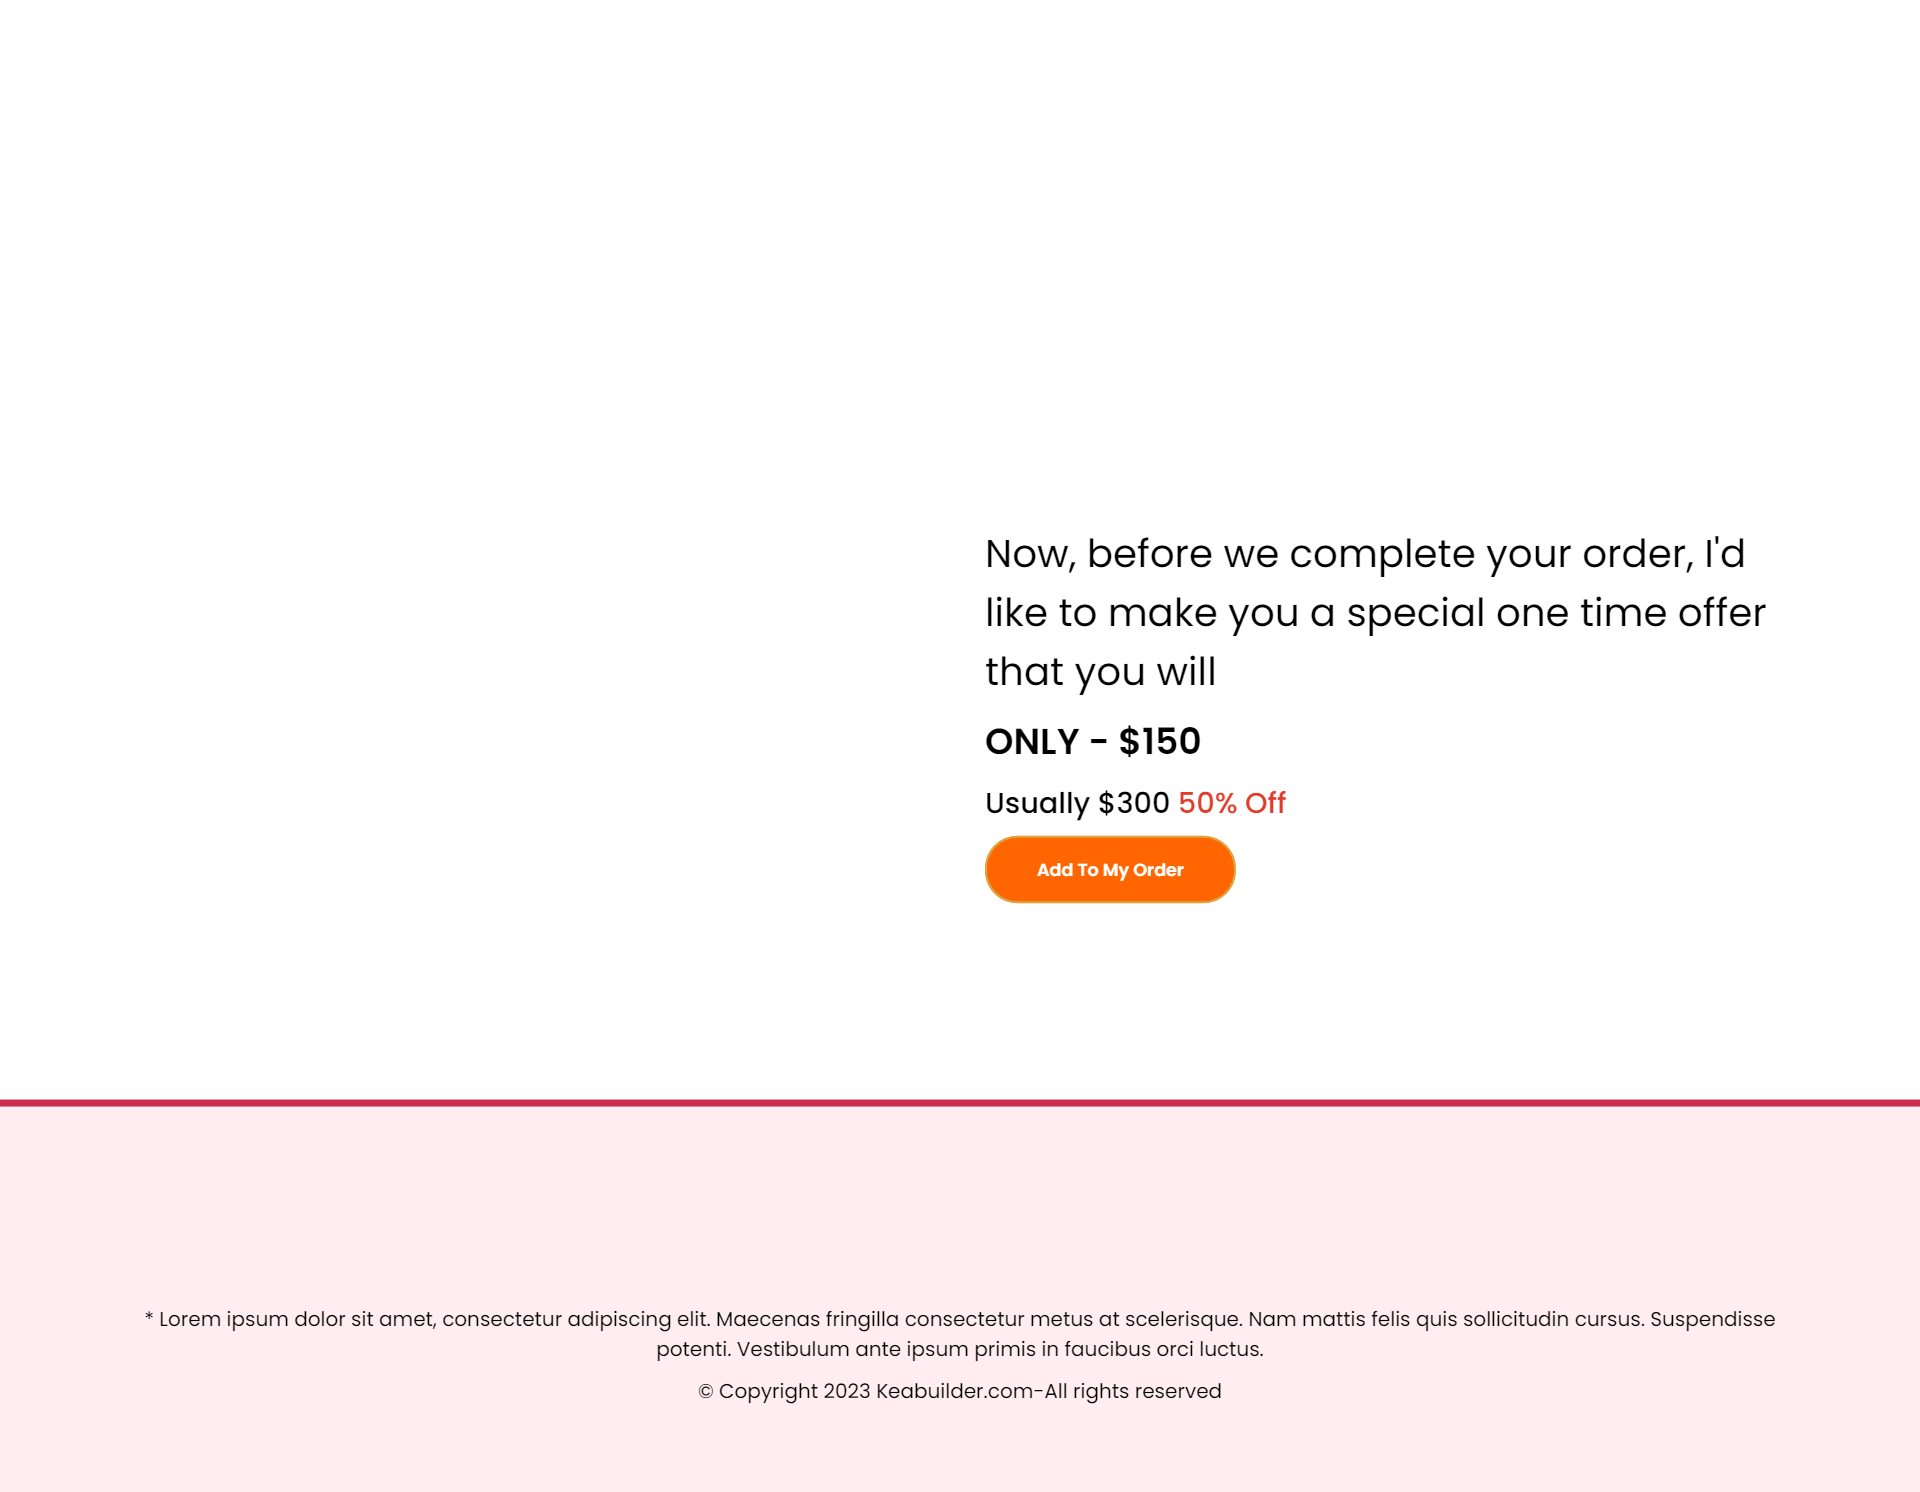 Now, before we complete your order, I'd
like to make you a special one time offer
that you will
ONLY - $150
Usually $300 50% Off
Add To My Order
* Lorem ipsum dolor sit amet, consectetur adipiscing elit. Maecenas fringilla consectetur metus at scelerisque. Nam mattis felis quis sollicitudin cursus. Suspendisse
potenti. Vestibulum ante ipsum primis in faucibus orci luctus.
© Copyright 2023 Keabuilder.com-All rights reserved